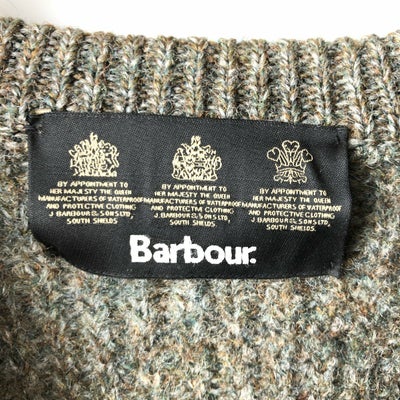 BY APPOINTMENT TO
HER MAJESTY THE QUEEN
MANUFACTURERS OF WATERPROOF
AND PROTECTIVE CLOTHING
J. BARBOUR & SONS LTD,
SOUTH SHIELDS
BY APPOINTMENT TO
HER MAJESTY THE QUEEN
MANUFACTURERS OF WATERPROOF
AND PROTECTIVE CLOTHING
J. BARBOUR & SONS LTD,
SOUTH SHIELDS
BY APPOINTMENT TO
HER MAJESTY THE QUEEN
MANUFACTURERS OF WATERPROOF
AND PROTECTIVE CLOTHING
J. BARBOUR & SONS LTD,
SOUTH SHIELDS.
Barbour.